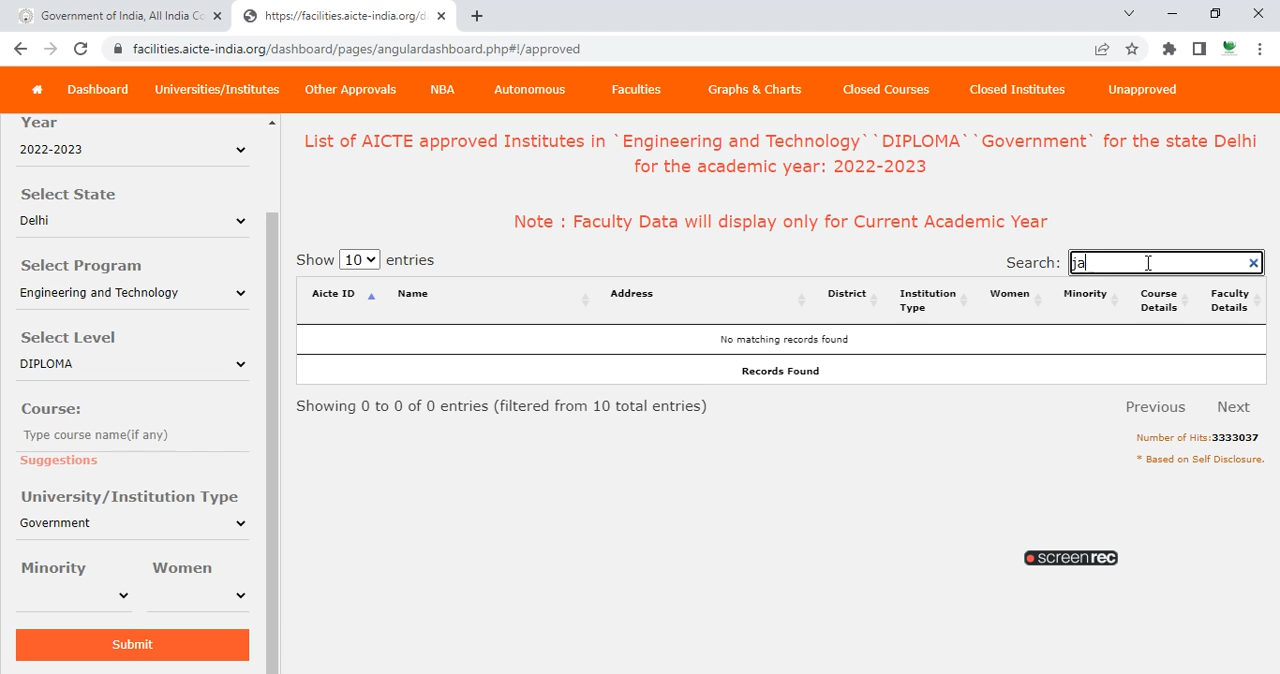 Government of India, All India Co
https://facilities.aicte-india.org/d
facilities.aicte-india.org/dashboard/pages/angulardashboard.php#!/approved
Dashboard Universities/Institutes Other Approvals NBA Autonomous Faculties Graphs & Charts Closed Courses Closed Institutes Unapproved
Year
2022-2023
Select State
Delhi
Select Program
Engineering and Technology
Select Level
DIPLOMA
Course:
Type course name(if any)
Suggestions
University/Institution Type
Government
Minority Women
Submit
List of AICTE approved Institutes in `Engineering and Technology` `DIPLOMA` `Government` for the state Delhi
for the academic year: 2022-2023
Note : Faculty Data will display only for Current Academic Year
Show 10 entries
Search: ja
Aicte ID Name Address District Institution Type Women Minority Course Details Faculty Details
No matching records found
Records Found
Showing 0 to 0 of 0 entries (filtered from 10 total entries)
Previous Next
Number of Hits:3333037
* Based on Self Disclosure.
screenrec